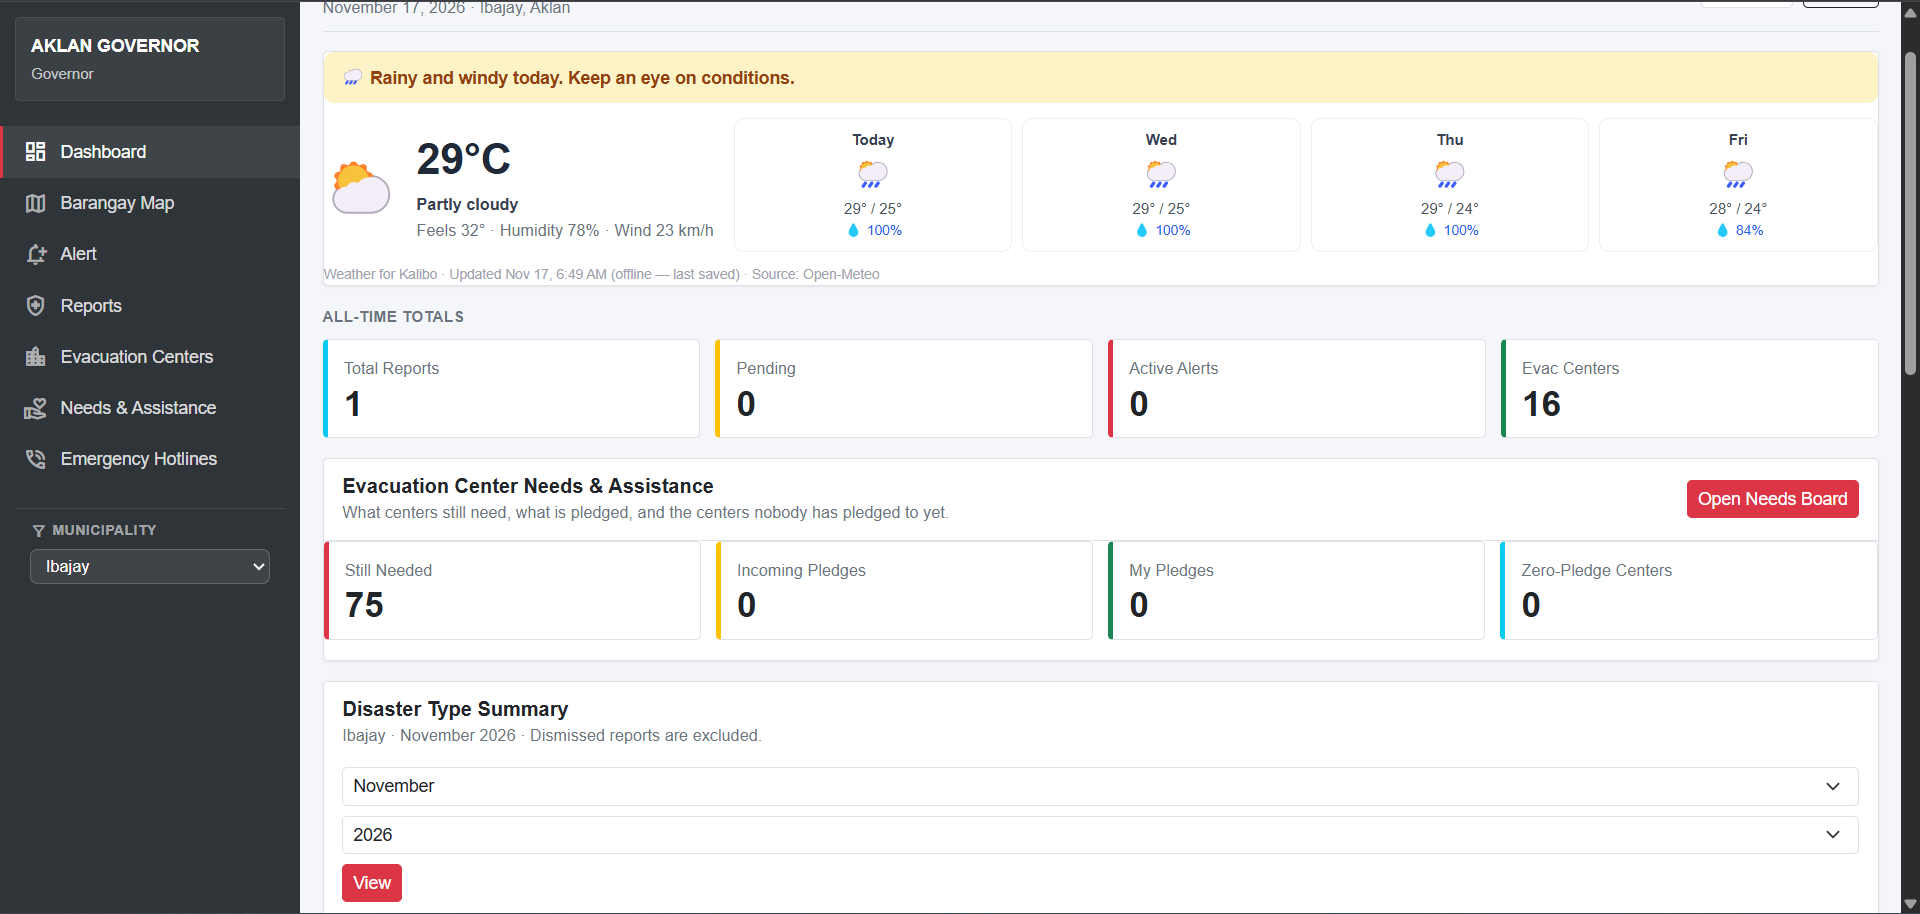 AKLAN GOVERNOR
Governor
Dashboard
Barangay Map
Alert
Reports
Evacuation Centers
Needs & Assistance
Emergency Hotlines
MUNICIPALITY
Ibajay
November 17, 2026 · Ibajay, Aklan
Rainy and windy today. Keep an eye on conditions.
29°C
Partly cloudy
Feels 32° · Humidity 78% · Wind 23 km/h
Today
29° / 25°
100%
Wed
29° / 25°
100%
Thu
29° / 24°
100%
Fri
28° / 24°
84%
Weather for Kalibo · Updated Nov 17, 6:49 AM (offline — last saved) · Source: Open-Meteo
ALL-TIME TOTALS
Total Reports
1
Pending
0
Active Alerts
0
Evac Centers
16
Evacuation Center Needs & Assistance
What centers still need, what is pledged, and the centers nobody has pledged to yet.
Open Needs Board
Still Needed
75
Incoming Pledges
0
My Pledges
0
Zero-Pledge Centers
0
Disaster Type Summary
Ibajay · November 2026 · Dismissed reports are excluded.
November
2026
View